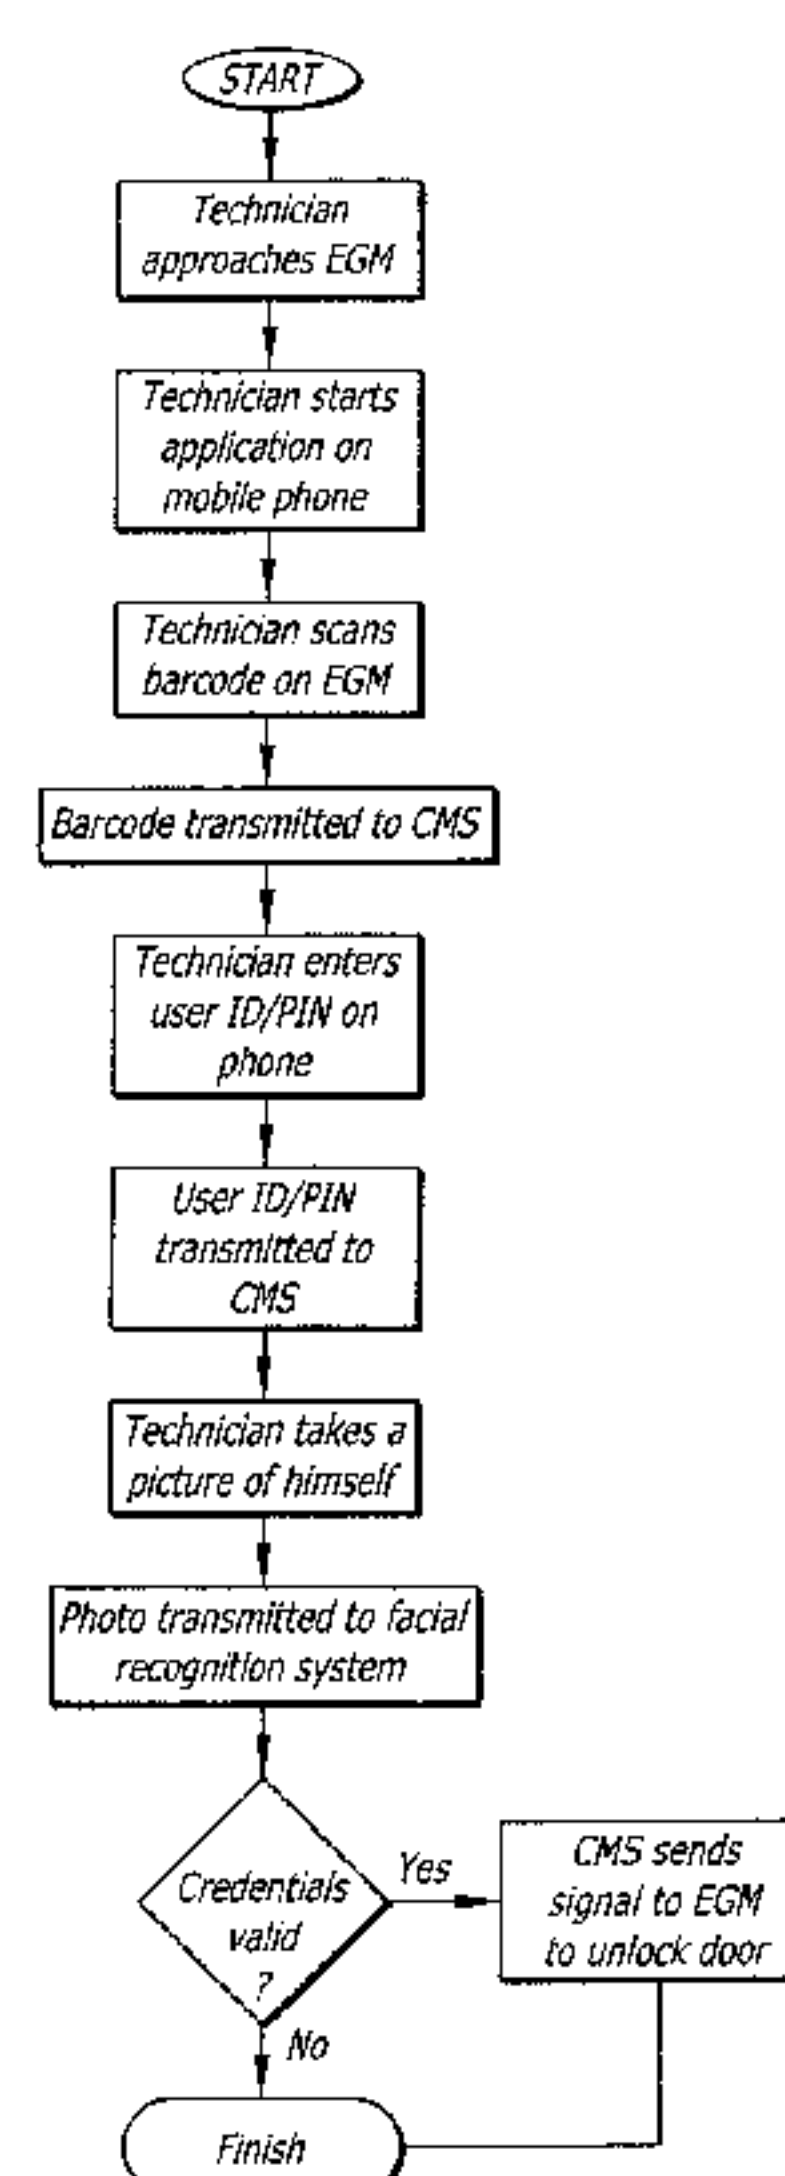 START
Technician
approaches EGM
Technician starts
application on
mobile phone
Technician scans
barcode on EGM
Barcode transmitted to CMS
Technician enters
user ID/PIN on
phone
User ID/PIN
transmitted to
CMS
Technician takes a
picture of himself
Photo transmitted to facial
recognition system
Credentials
valid
?
Yes
CMS sends
signal to EGM
to unlock door
No
Finish